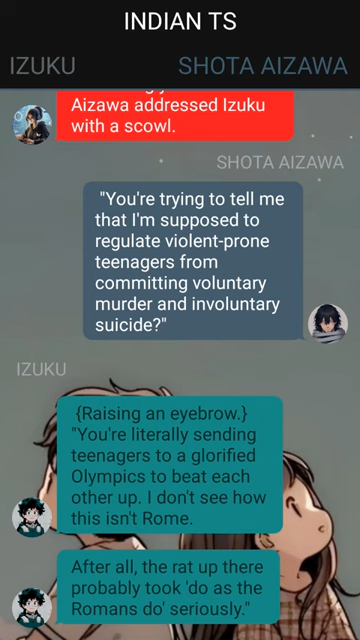 INDIAN TS
IZUKU
SHOTA AIZAWA
Aizawa addressed Izuku
with a scowl.
SHOTA AIZAWA
"You're trying to tell me
that I'm supposed to
regulate violent-prone
teenagers from
committing voluntary
murder and involuntary
suicide?"
IZUKU
{Raising an eyebrow.}
"You're literally sending
teenagers to a glorified
Olympics to beat each
other up. I don't see how
this isn't Rome.
After all, the rat up there
probably took 'do as the
Romans do' seriously."